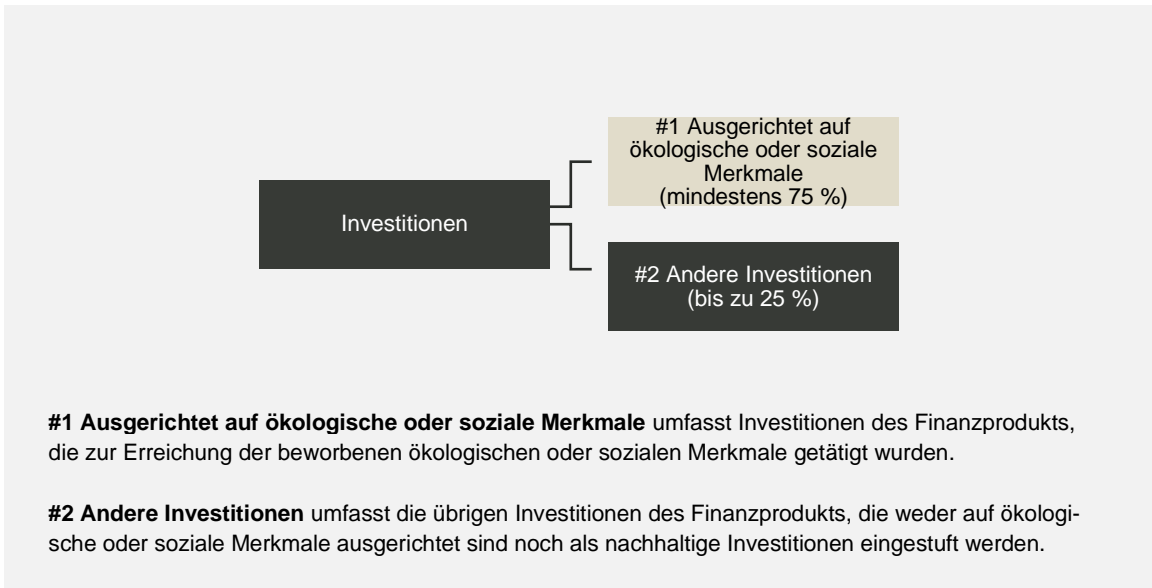 #1 Ausgerichtet auf
ökologische oder soziale
Merkmale
(mindestens 75 %)
Investitionen
#2 Andere Investitionen
(bis zu 25 %)
#1 Ausgerichtet auf ökologische oder soziale Merkmale umfasst Investitionen des Finanzprodukts,
die zur Erreichung der beworbenen ökologischen oder sozialen Merkmale getätigt wurden.
#2 Andere Investitionen umfasst die übrigen Investitionen des Finanzprodukts, die weder auf ökologi-
sche oder soziale Merkmale ausgerichtet sind noch als nachhaltige Investitionen eingestuft werden.